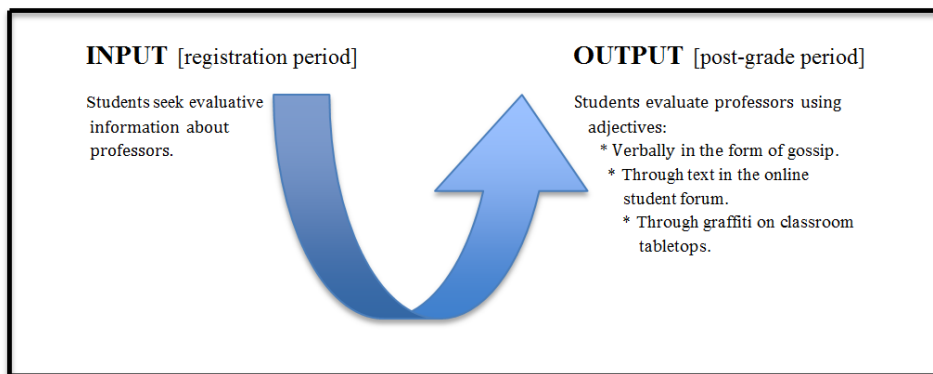 INPUT [registration period]
Students seek evaluative
information about
professors.
OUTPUT [post-grade period]
Students evaluate professors using
adjectives:
* Verbally in the form of gossip.
* Through text in the online
student forum.
* Through graffiti on classroom
tabletops.